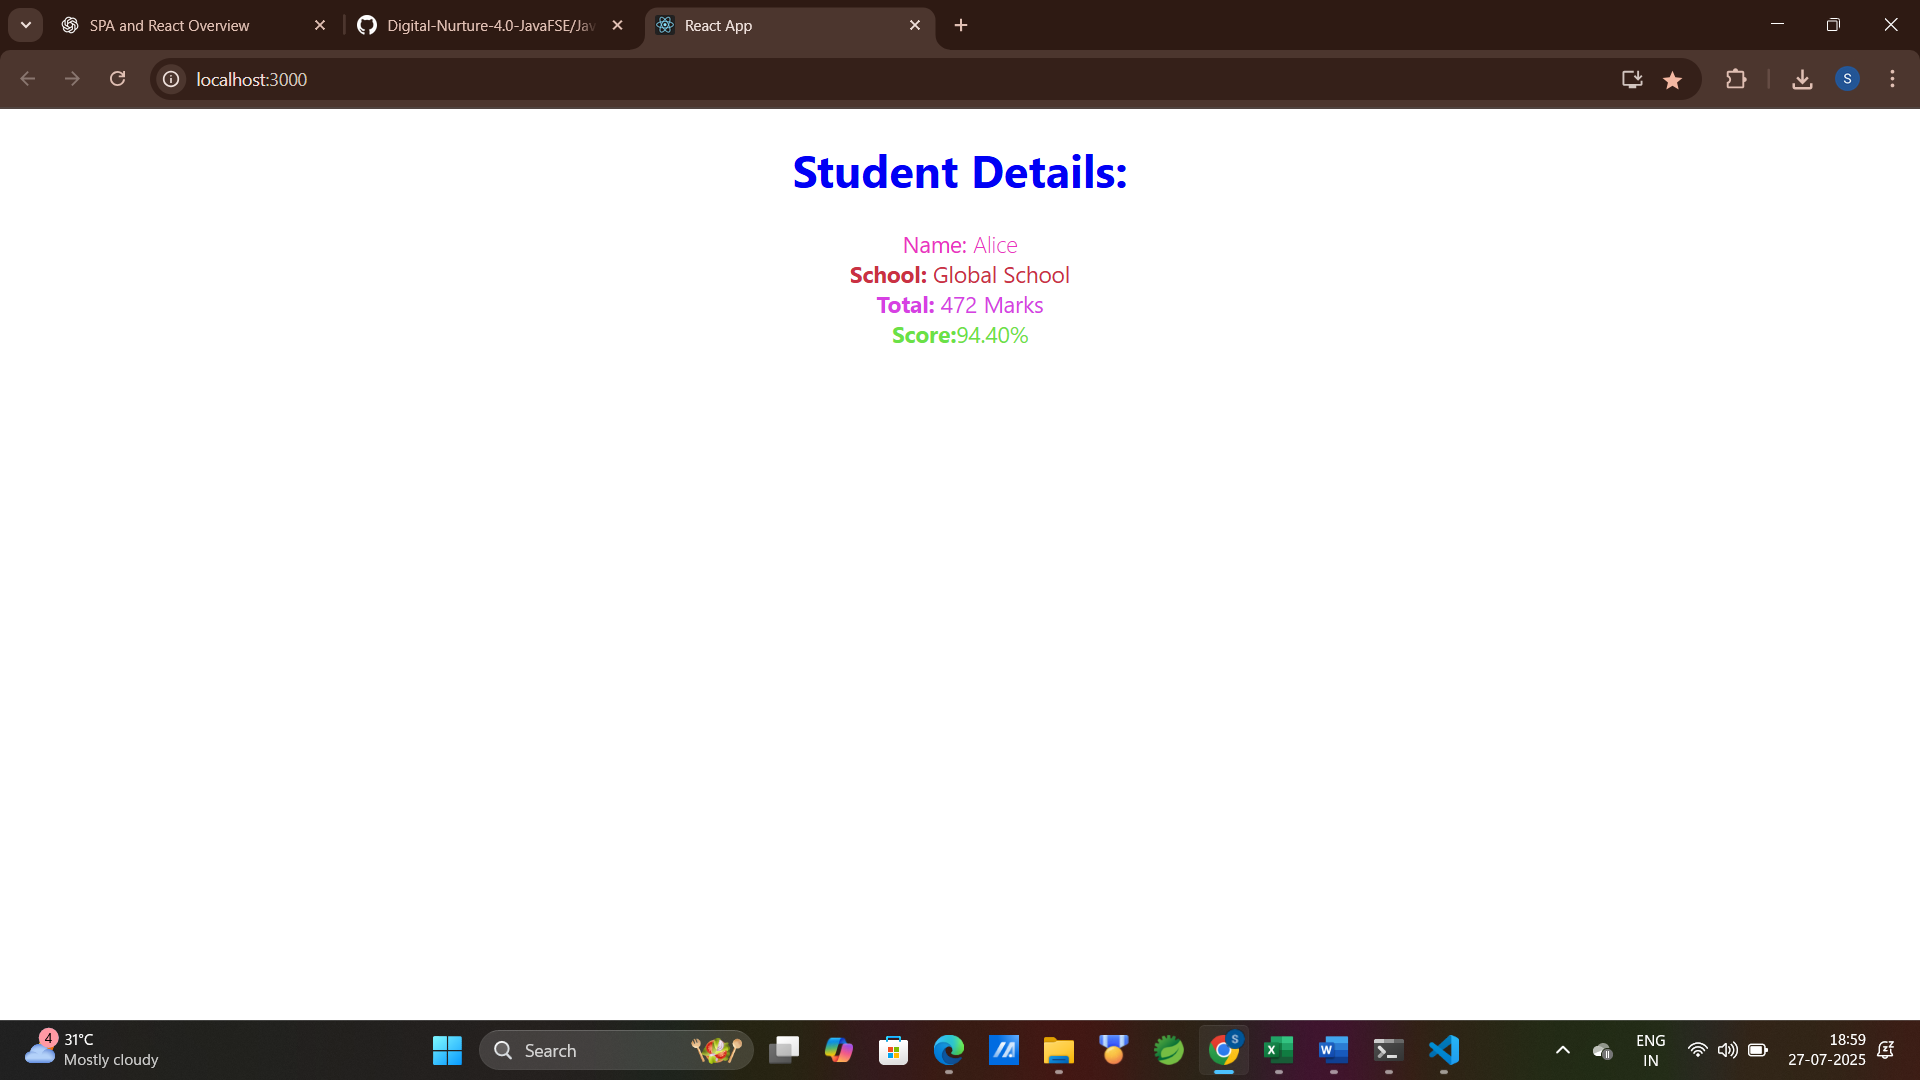 SPA and React Overview
Digital-Nurture-4.0-JavaFSE/Jav
React App
localhost:3000
S
Student Details:
Name: Alice
School: Global School
Total: 472 Marks
Score:94.40%
4
31°C
Mostly cloudy
Search
S
ENG
IN
18:59
27-07-2025